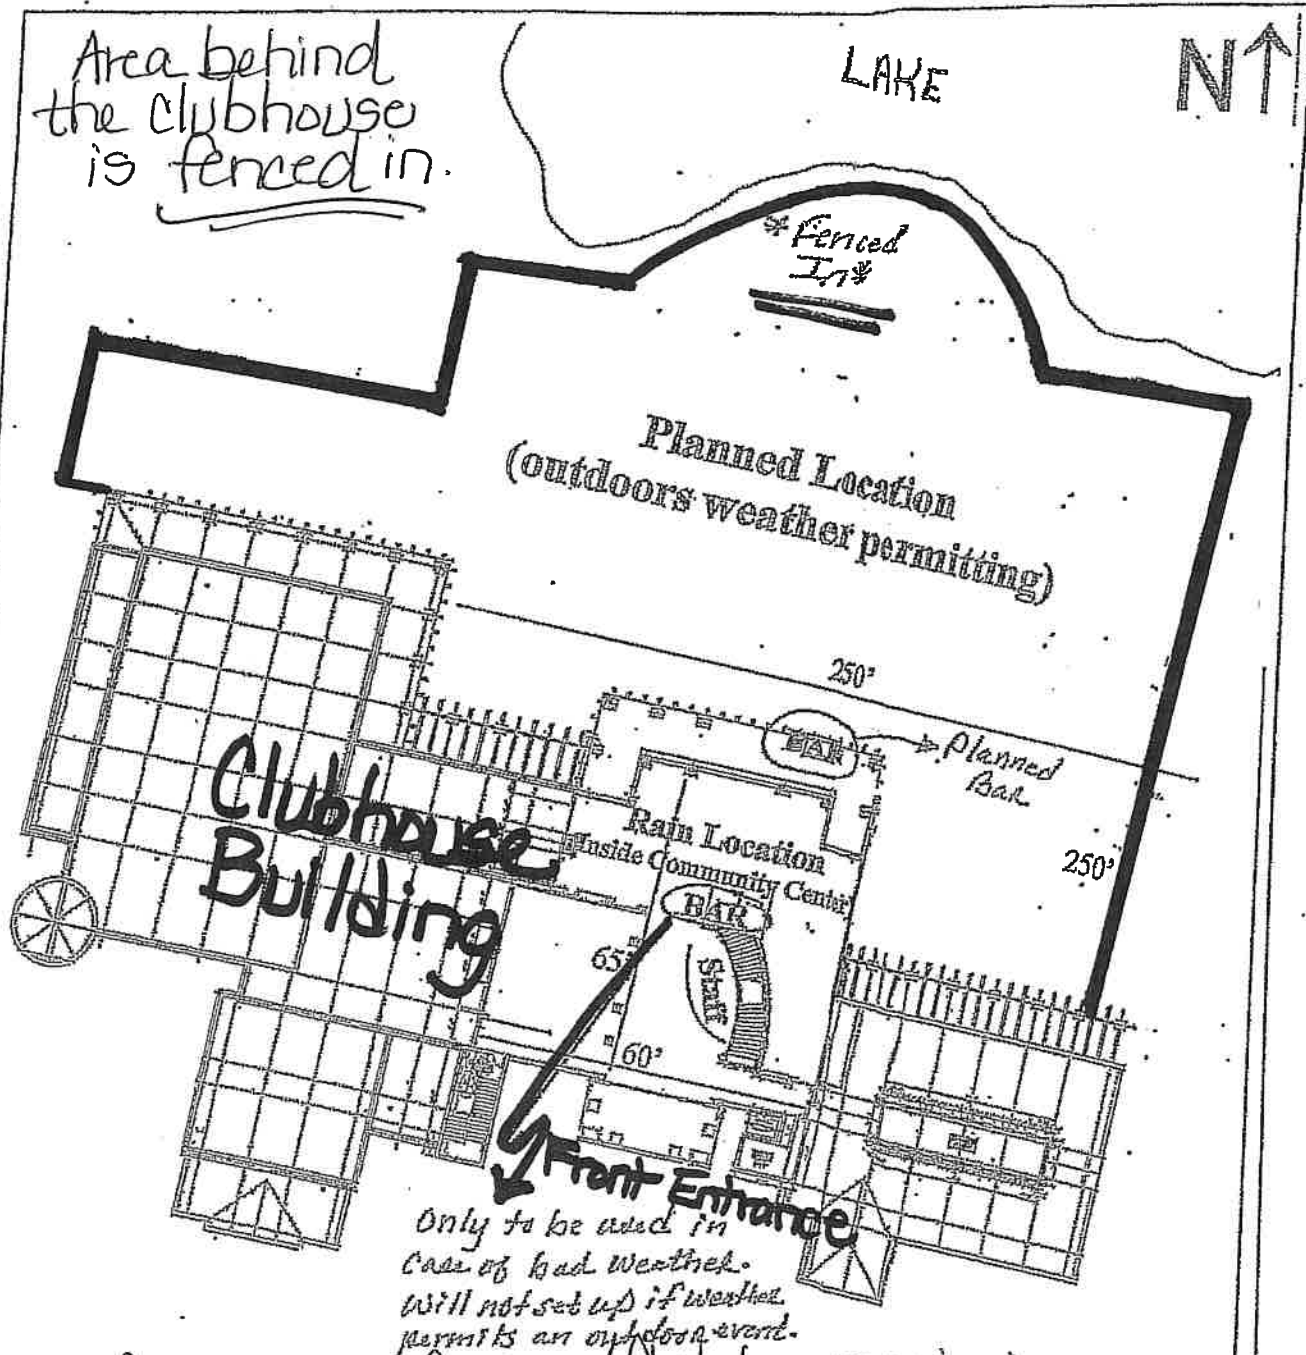 Area behind
the Clubhouse
is fenced in.
LAKE
N
* Fenced
In *
Planned Location
(outdoors weather permitting)
250'
BAR
Planned
Bar
Clubhouse
Building
Rain Location
(Inside Community Center)
250'
BAR
65'
Staff
60'
Front Entrance
Only to be used in
case of bad weather.
Will not set up if weather
permits an outdoor event.